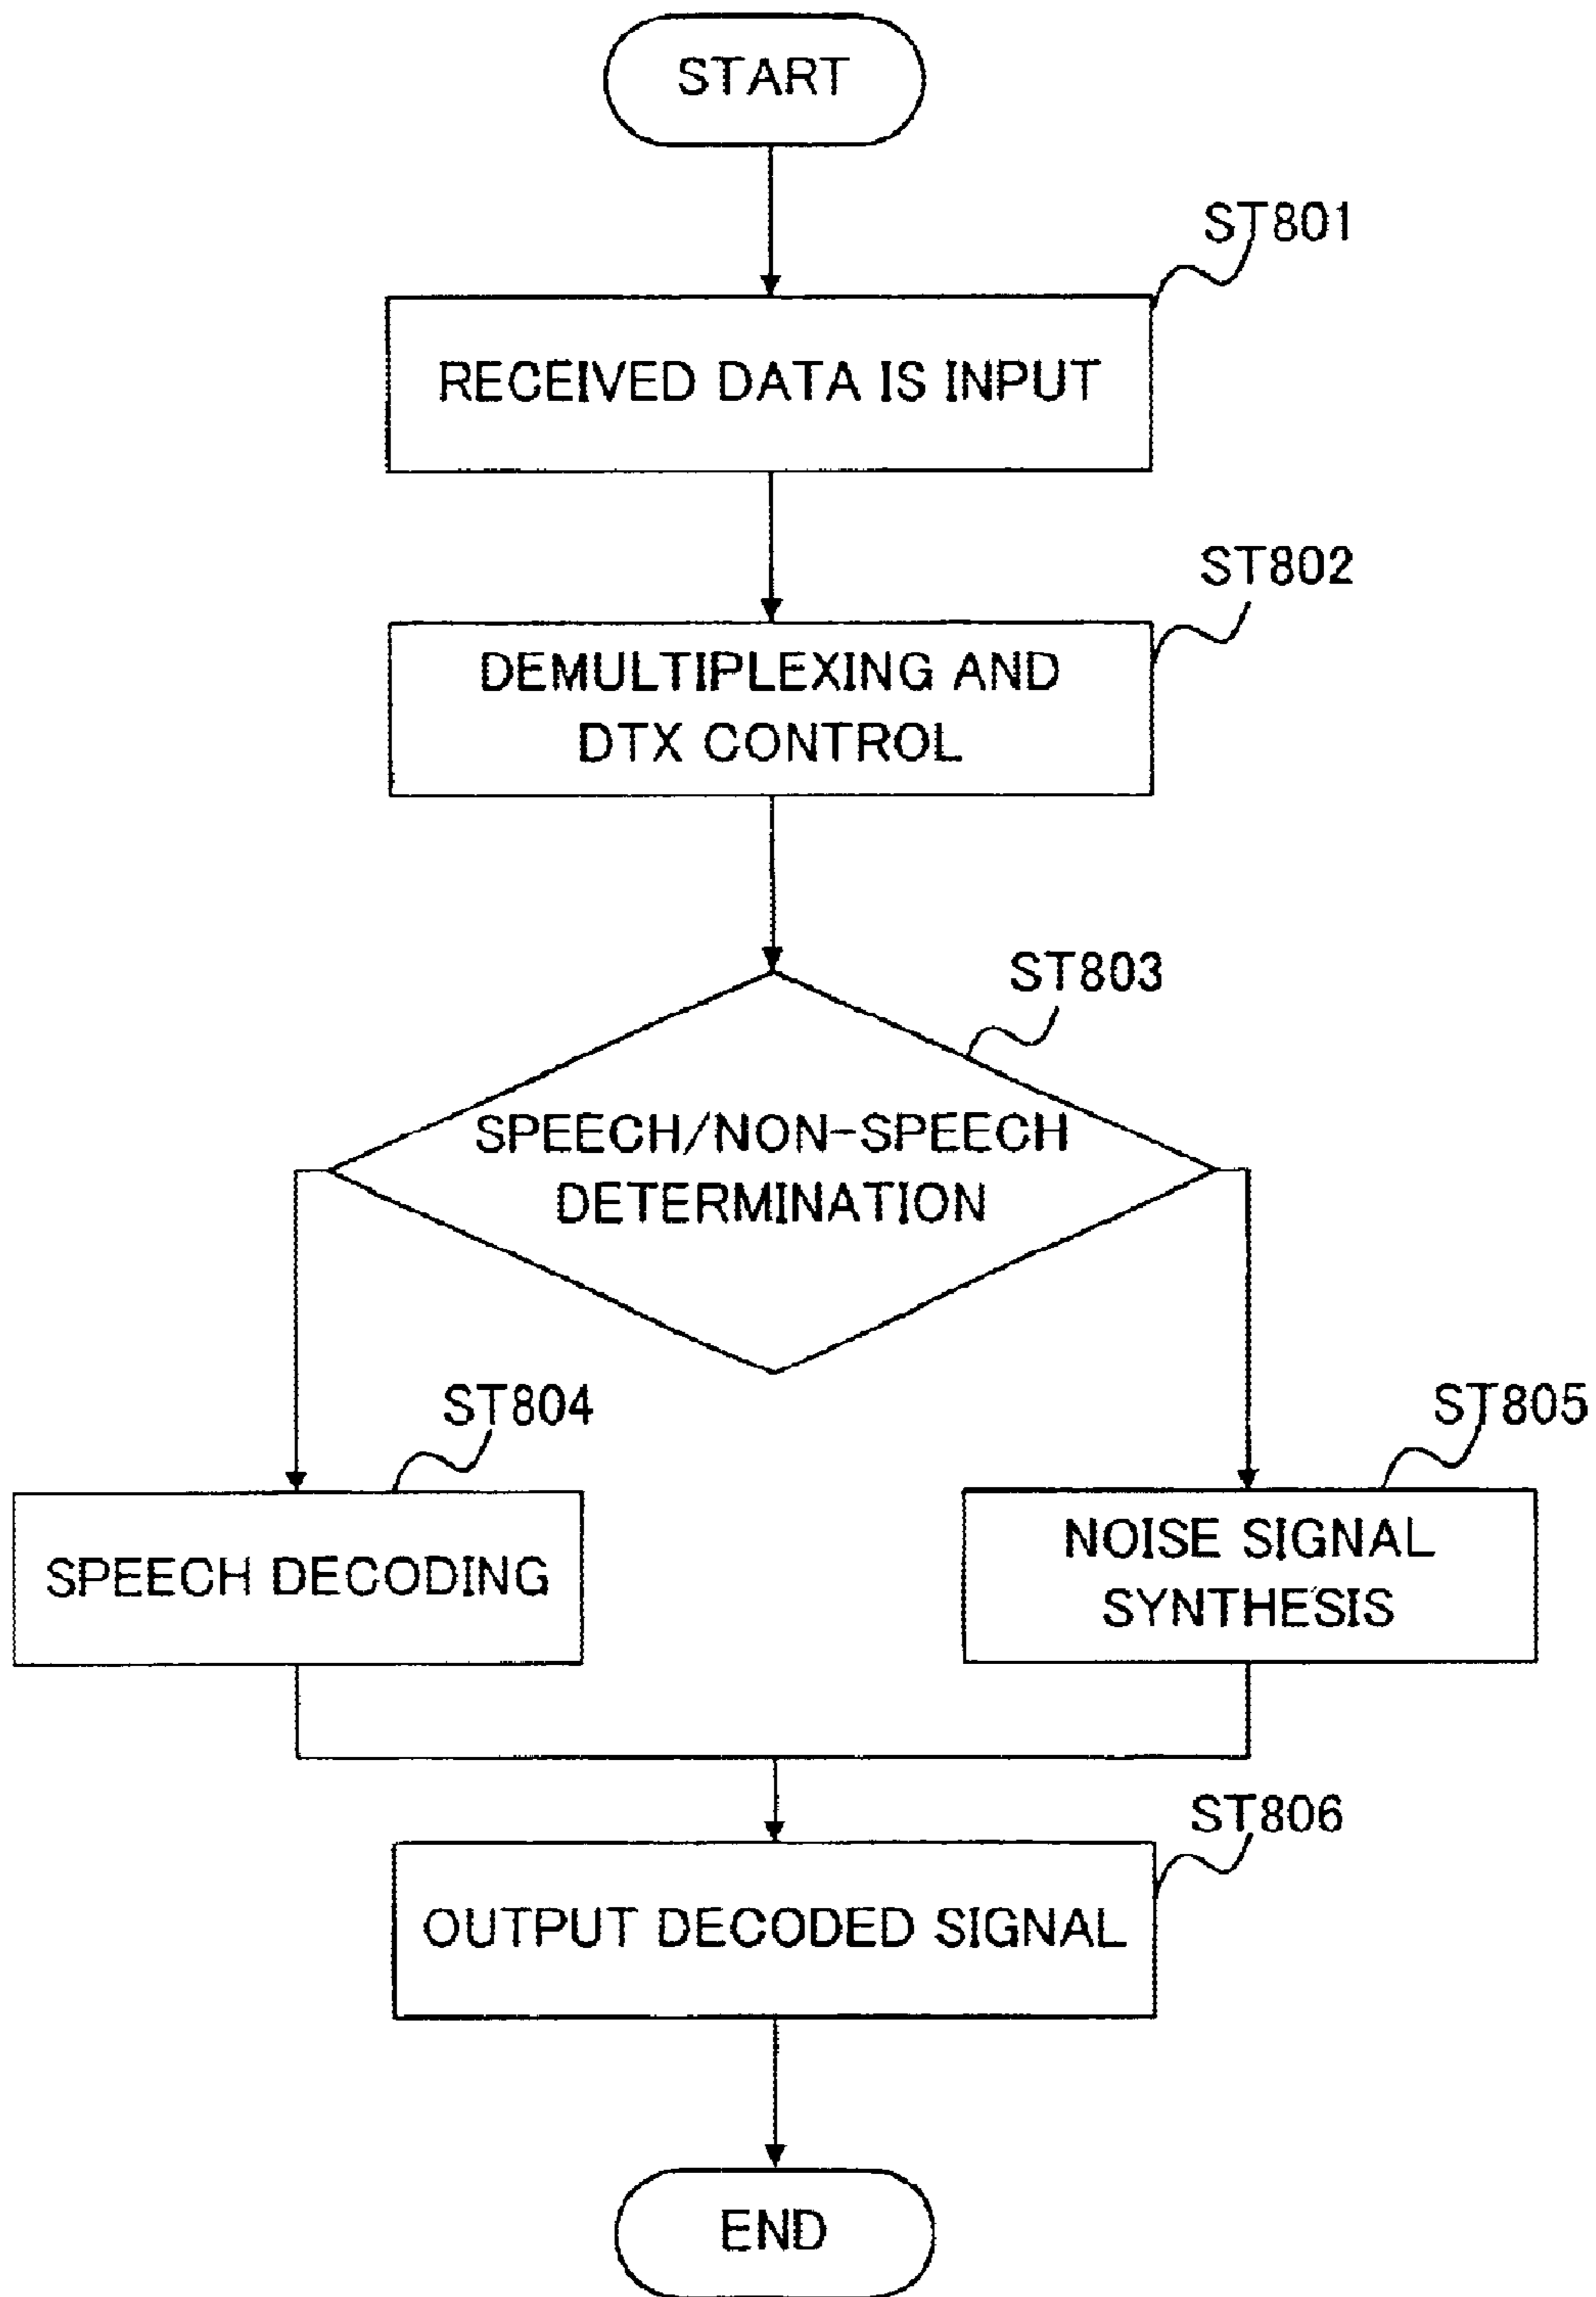 START
ST801
RECEIVED DATA IS INPUT
ST802
DEMULTIPLEXING AND
DTX CONTROL
ST803
SPEECH/NON-SPEECH
DETERMINATION
ST804
SPEECH DECODING
ST805
NOISE SIGNAL
SYNTHESIS
ST806
OUTPUT DECODED SIGNAL
END